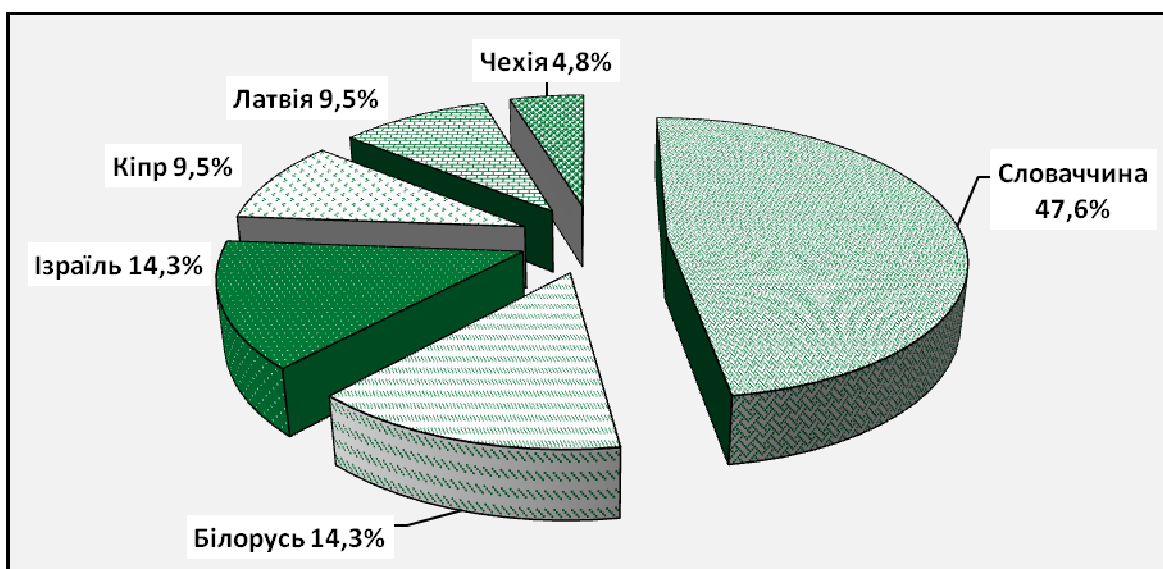 Чехія 4,8%
Латвія 9,5%
Кіпр 9,5%
Словаччина
47,6%
Ізраїль 14,3%
Білорусь 14,3%